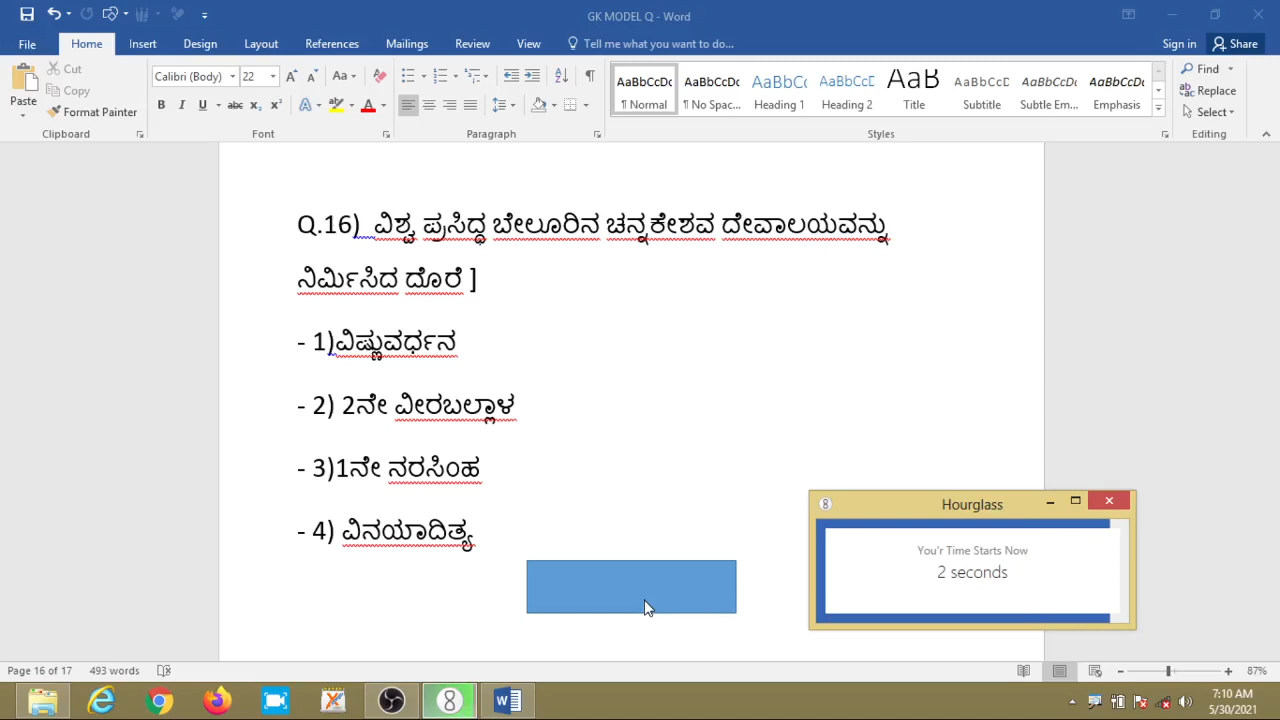 GK MODEL Q - Word
File Home Insert Design Layout References Mailings Review View Tell me what you want to do... Sign in Share
Paste Cut Copy Format Painter
Calibri (Body) 22
AaBbCcDc AaBbCcDc AaBbCc AaBbCcD AaB AaBbCcD AaBbCcDc AaBbCcDc
¶ Normal ¶ No Spac... Heading 1 Heading 2 Title Subtitle Subtle Em... Emphasis
Find Replace Select
Clipboard Font Paragraph Styles Editing
Q.16) ವಿಶ್ವ ಪ್ರಸಿದ್ಧ ಬೇಲೂರಿನ ಚನ್ನಕೇಶವ ದೇವಾಲಯವನ್ನು
ನಿರ್ಮಿಸಿದ ದೊರೆ ]
- 1)ವಿಷ್ಣುವರ್ಧನ
- 2) 2ನೇ ವೀರಬಲ್ಲಾಳ
- 3)1ನೇ ನರಸಿಂಹ
- 4) ವಿನಯಾದಿತ್ಯ
Hourglass
You'r Time Starts Now
2 seconds
Page 16 of 17 493 words 87%
7:10 AM
5/30/2021